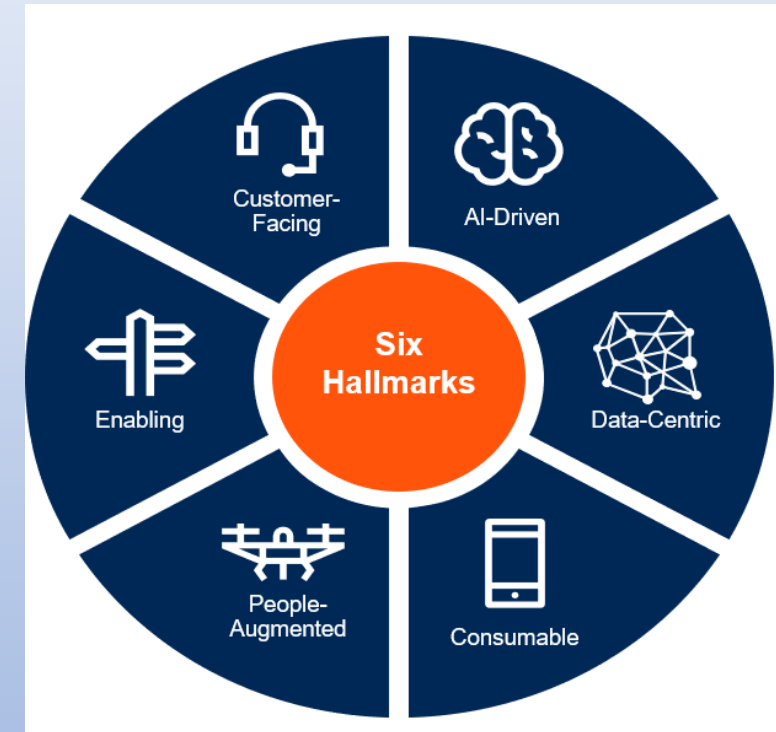 Six
Hallmarks
AI-Driven
Data-Centric
Consumable
People-
Augmented
Enabling
Customer-
Facing